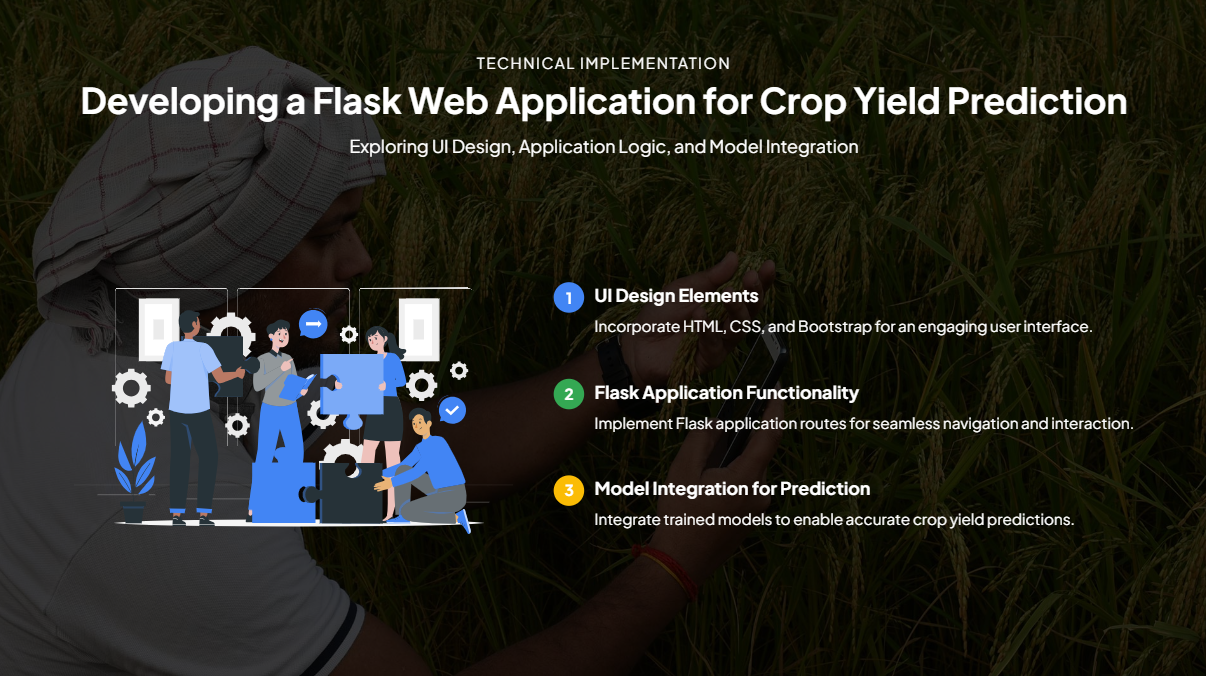 TECHNICAL IMPLEMENTATION
Developing a Flask Web Application for Crop Yield Prediction
Exploring UI Design, Application Logic, and Model Integration
1 UI Design Elements
Incorporate HTML, CSS, and Bootstrap for an engaging user interface.
2 Flask Application Functionality
Implement Flask application routes for seamless navigation and interaction.
3 Model Integration for Prediction
Integrate trained models to enable accurate crop yield predictions.